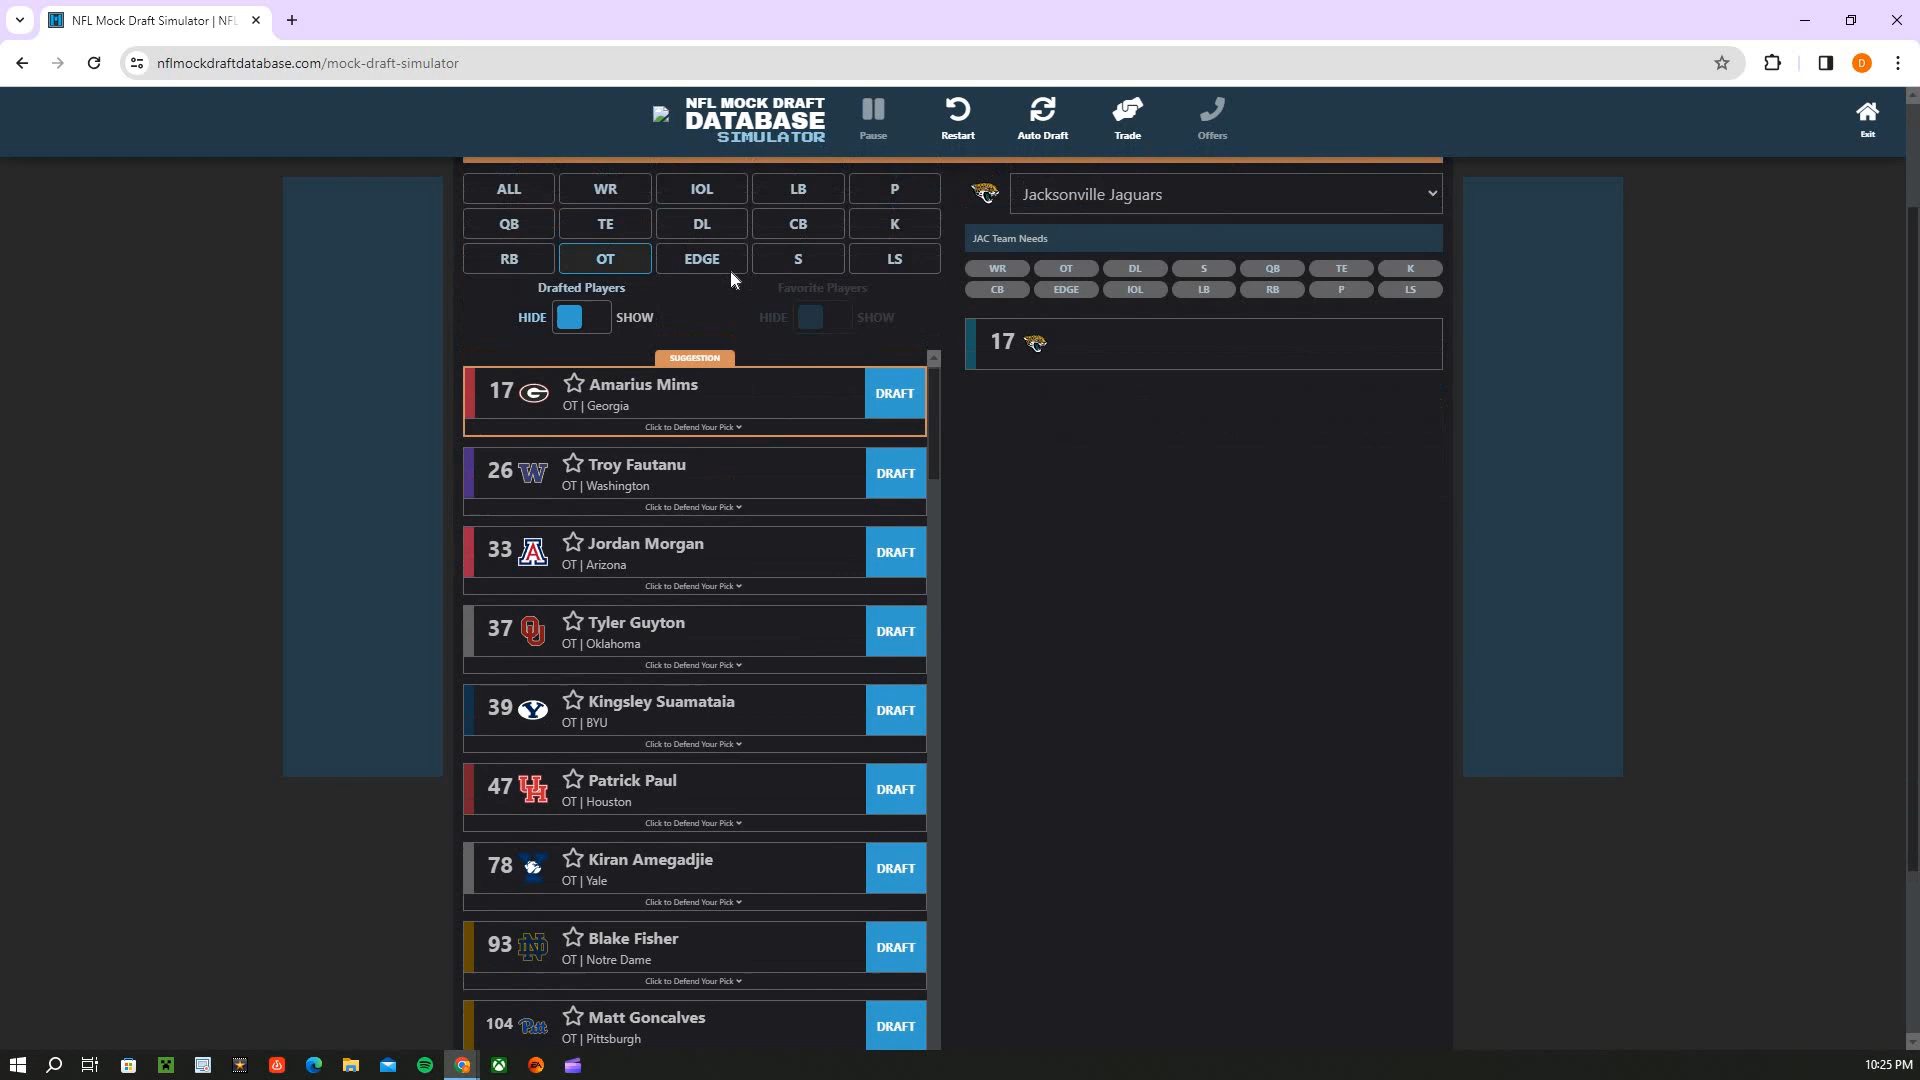 NFL Mock Draft Simulator | NFL
nflmockdraftdatabase.com/mock-draft-simulator
D
NFL MOCK DRAFT
DATABASE
SIMULATOR
Pause
Restart
Auto Draft
Trade
Offers
Exit
ALL WR IOL LB P
QB TE DL CB K
RB OT EDGE S LS
Drafted Players
HIDE SHOW
Favorite Players
HIDE SHOW
Jacksonville Jaguars
JAC Team Needs
WR OT DL S QB TE K
CB EDGE IOL LB RB P LS
17
SUGGESTION
17 Amarius Mims DRAFT
OT | Georgia
Click to Defend Your Pick
26 Troy Fautanu DRAFT
OT | Washington
Click to Defend Your Pick
33 Jordan Morgan DRAFT
OT | Arizona
Click to Defend Your Pick
37 Tyler Guyton DRAFT
OT | Oklahoma
Click to Defend Your Pick
39 Kingsley Suamataia DRAFT
OT | BYU
Click to Defend Your Pick
47 Patrick Paul DRAFT
OT | Houston
Click to Defend Your Pick
78 Kiran Amegadjie DRAFT
OT | Yale
Click to Defend Your Pick
93 Blake Fisher DRAFT
OT | Notre Dame
Click to Defend Your Pick
104 Pitt Matt Goncalves DRAFT
OT | Pittsburgh
10:25 PM